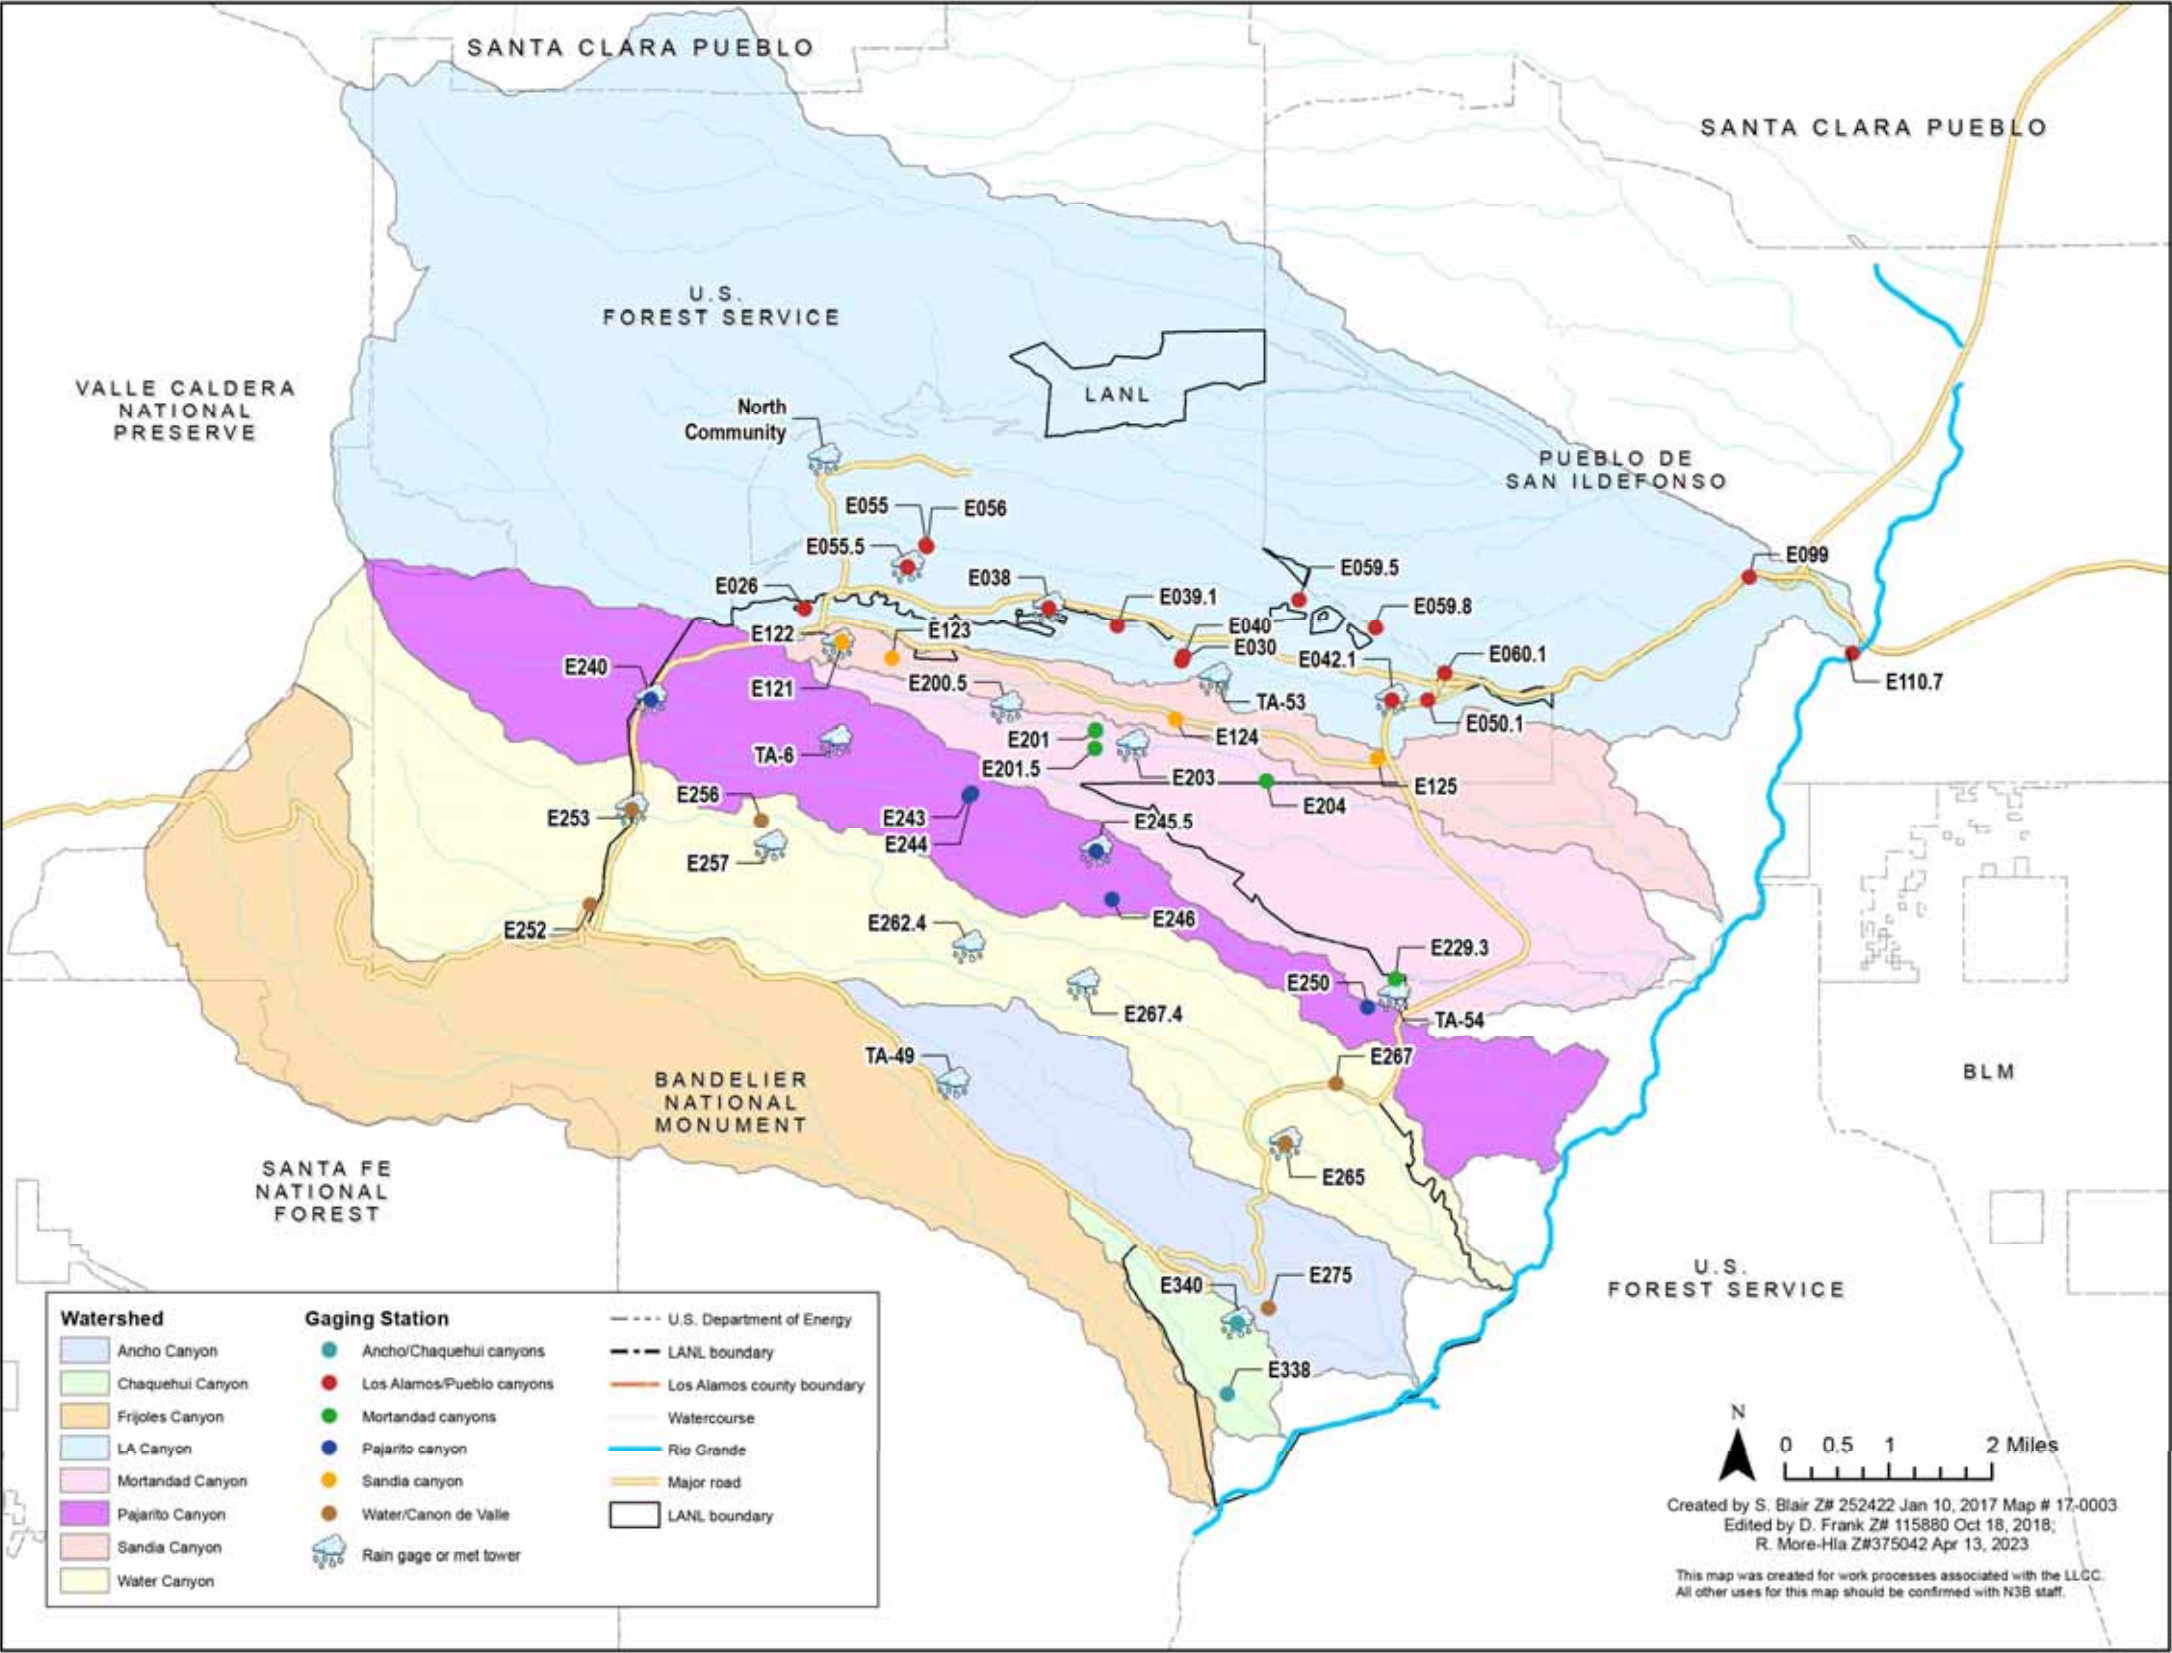 SANTA CLARA PUEBLO
SANTA CLARA PUEBLO
U.S.
FOREST SERVICE
VALLE CALDERA
NATIONAL
PRESERVE
LANL
North
Community
PUEBLO DE
SAN ILDEFONSO
E055
E056
E055.5
E099
E059.5
E038
E026
E039.1
E059.8
E122
E123
E040
E030
E042.1
E060.1
E240
E121
E200.5
TA-53
E110.7
E050.1
E201
E124
TA-6
E201.5
E203
E125
E256
E204
E253
E243
E245.5
E244
E257
E262.4
E246
E252
E229.3
E250
E267.4
TA-54
TA-49
E267
BANDELIER
NATIONAL
MONUMENT
BLM
SANTA FE
NATIONAL
FOREST
E265
U.S.
FOREST SERVICE
E340
E275
E338
Watershed
Ancho Canyon
Chaquehui Canyon
Frijoles Canyon
LA Canyon
Mortandad Canyon
Pajarito Canyon
Sandia Canyon
Water Canyon
Gaging Station
Ancho/Chaquehui canyons
Los Alamos/Pueblo canyons
Mortandad canyons
Pajarito canyon
Sandia canyon
Water/Canon de Valle
Rain gage or met tower
U.S. Department of Energy
LANL boundary
Los Alamos county boundary
Watercourse
Rio Grande
Major road
LANL boundary
N
0 0.5 1 2 Miles
Created by S. Blair Z# 252422 Jan 10, 2017 Map # 17-0003
Edited by D. Frank Z# 115880 Oct 18, 2018;
R. More-Hla Z#375042 Apr 13, 2023
This map was created for work processes associated with the LLCC.
All other uses for this map should be confirmed with N3B staff.